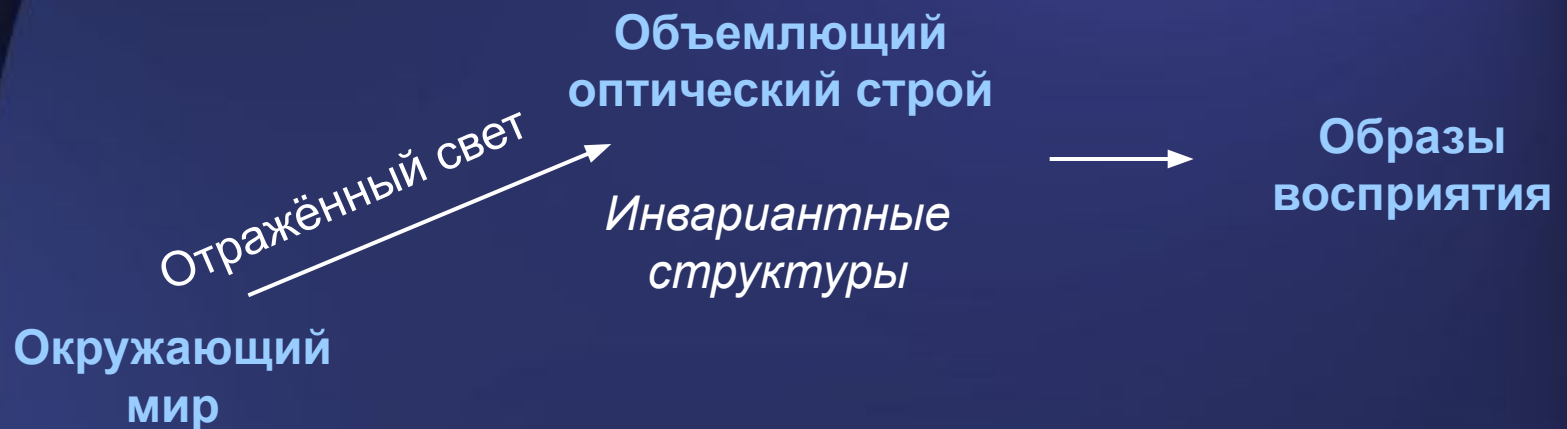 Объемлющий
оптический строй
Отражённый свет
Образы
восприятия
Инвариантные
структуры
Окружающий
мир